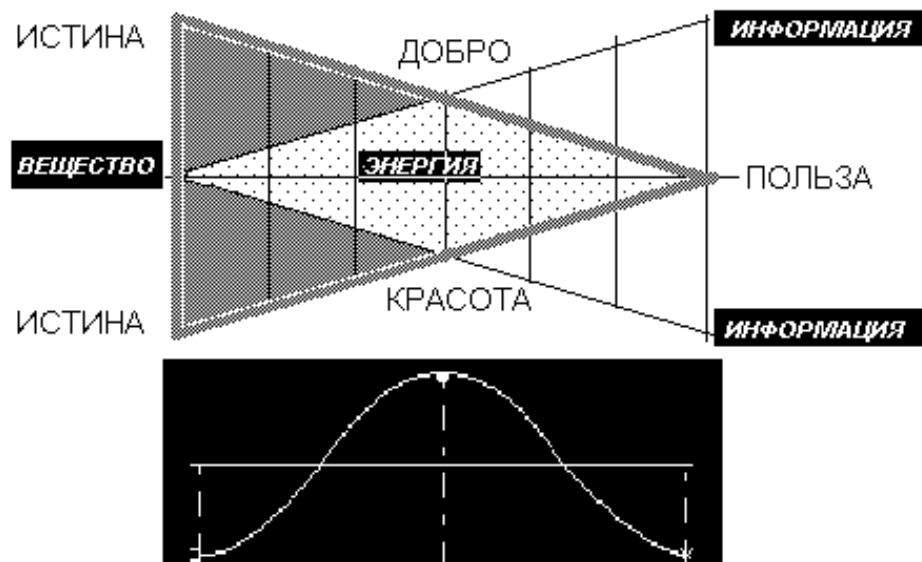 ИСТИНА
ДОБРО
ИНФОРМАЦИЯ
ВЕЩЕСТВО
ЭНЕРГИЯ
ПОЛЬЗА
ИСТИНА
КРАСОТА
ИНФОРМАЦИЯ